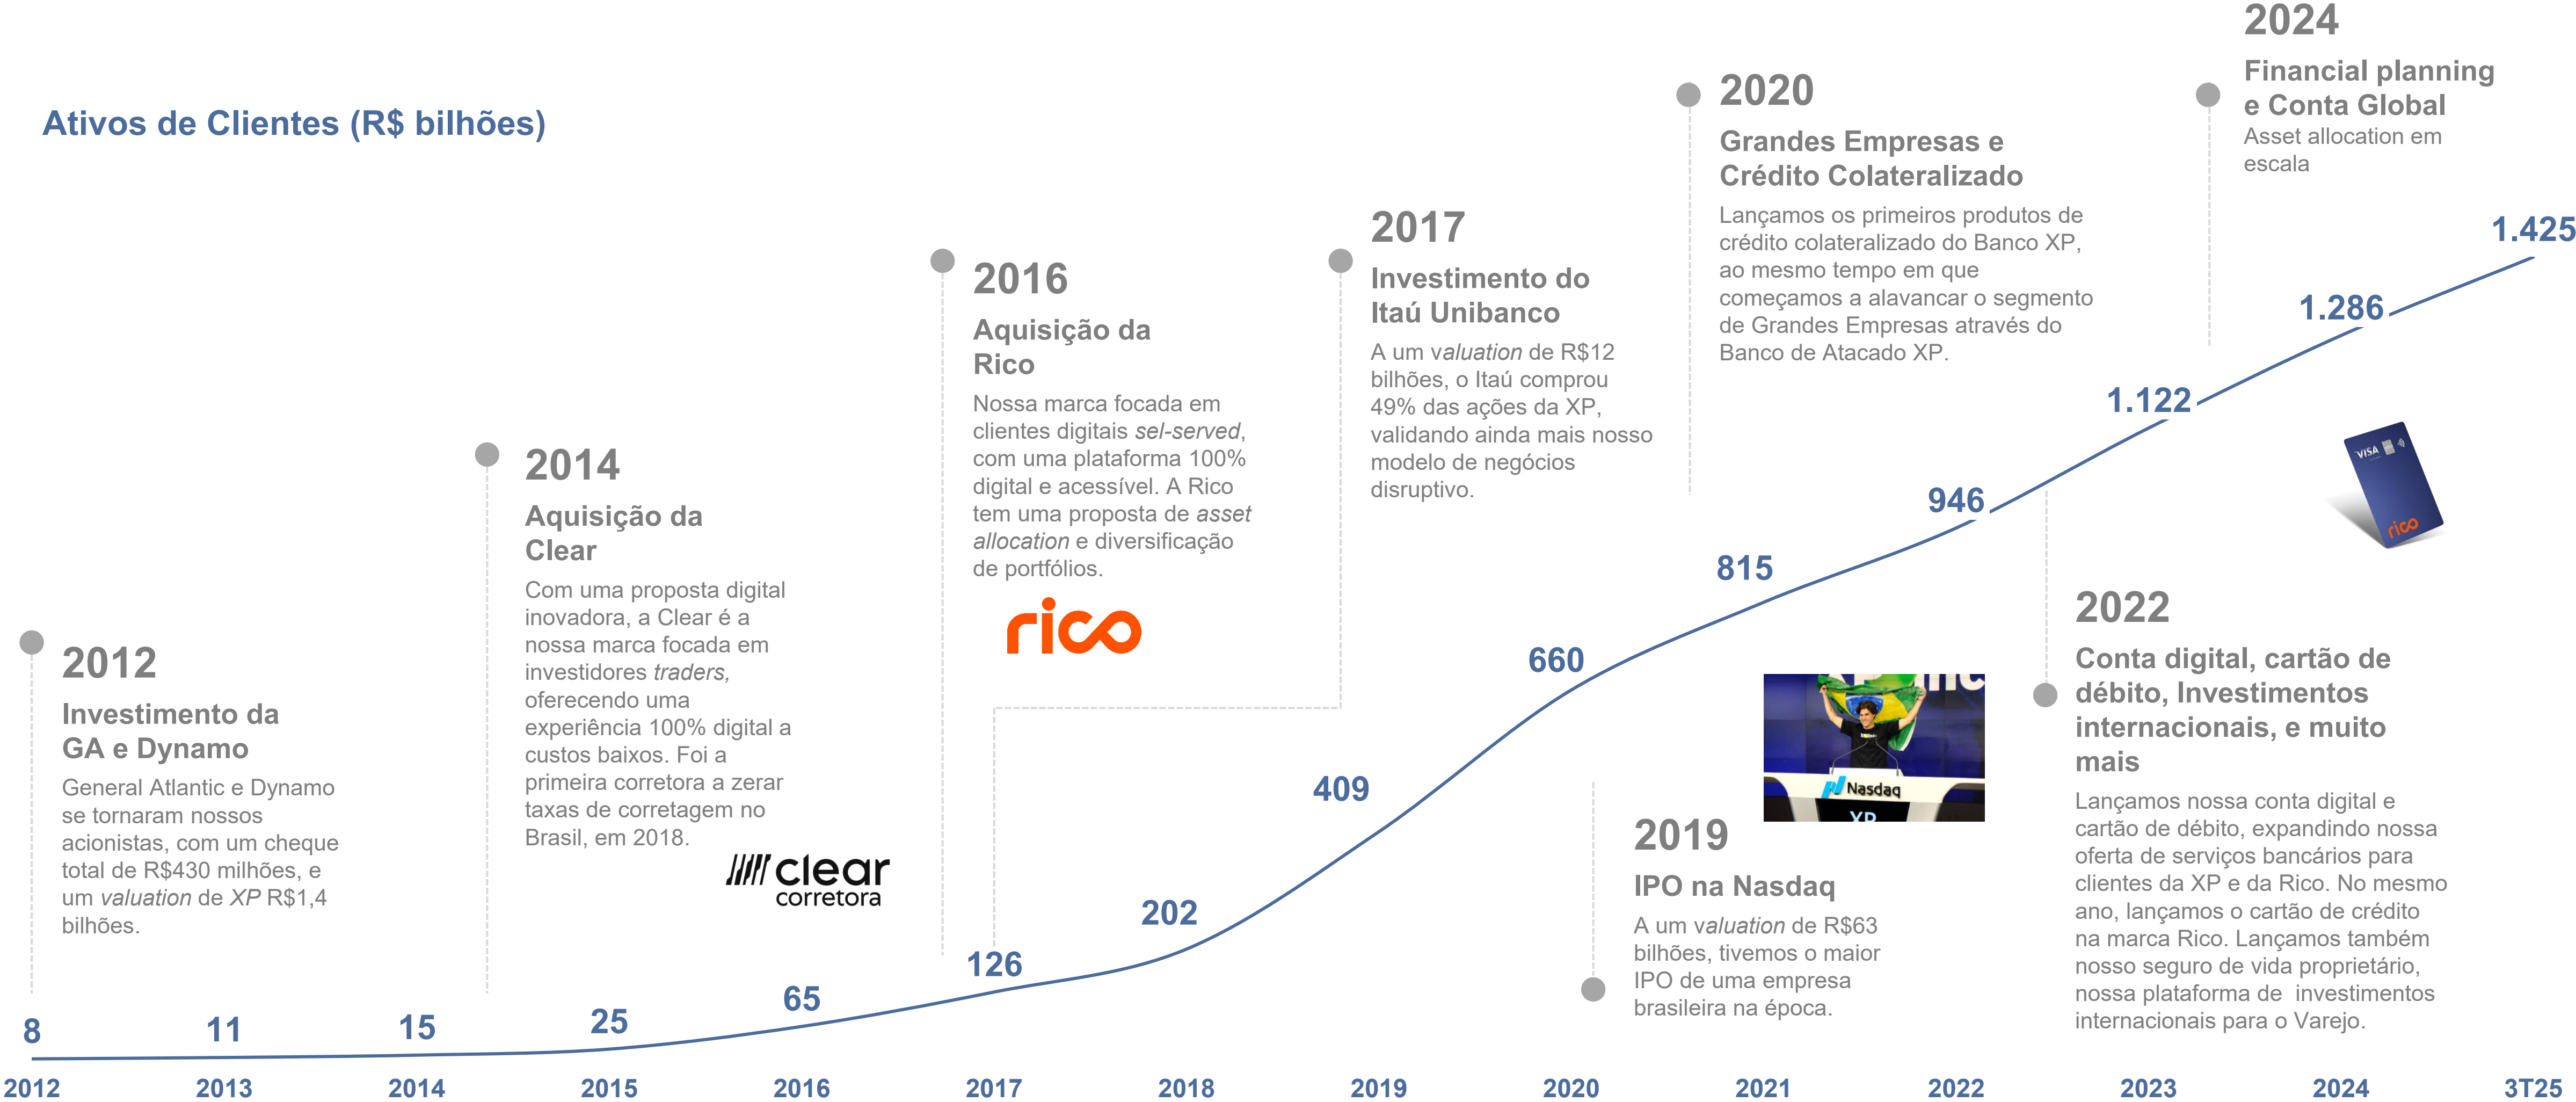 Ativos de Clientes (R$ bilhões)
2012
Investimento da
GA e Dynamo
General Atlantic e Dynamo
se tornaram nossos
acionistas, com um cheque
total de R$430 milhões, e
um valuation de XP R$1,4
bilhões.
2014
Aquisição da
Clear
Com uma proposta digital
inovadora, a Clear é a
nossa marca focada em
investidores traders,
oferecendo uma
experiência 100% digital a
custos baixos. Foi a
primeira corretora a zerar
taxas de corretagem no
Brasil, em 2018.
clear
corretora
2016
Aquisição da
Rico
Nossa marca focada em
clientes digitais sel-served,
com uma plataforma 100%
digital e acessível. A Rico
tem uma proposta de asset
allocation e diversificação
de portfólios.
rico
2017
Investimento do
Itaú Unibanco
A um valuation de R$12
bilhões, o Itaú comprou
49% das ações da XP,
validando ainda mais nosso
modelo de negócios
disruptivo.
2019
IPO na Nasdaq
A um valuation de R$63
bilhões, tivemos o maior
IPO de uma empresa
brasileira na época.
Nasdaq
XP
2020
Grandes Empresas e
Crédito Colateralizado
Lançamos os primeiros produtos de
crédito colateralizado do Banco XP,
ao mesmo tempo em que
começamos a alavancar o segmento
de Grandes Empresas através do
Banco de Atacado XP.
2022
Conta digital, cartão de
débito, Investimentos
internacionais, e muito
mais
Lançamos nossa conta digital e
cartão de débito, expandindo nossa
oferta de serviços bancários para
clientes da XP e da Rico. No mesmo
ano, lançamos o cartão de crédito
na marca Rico. Lançamos também
nosso seguro de vida proprietário,
nossa plataforma de  investimentos
internacionais para o Varejo.
2024
Financial planning
e Conta Global
Asset allocation em
escala
VISA
rico
8
11
15
25
65
126
202
409
660
815
946
1.122
1.286
1.425
2012
2013
2014
2015
2016
2017
2018
2019
2020
2021
2022
2023
2024
3T25